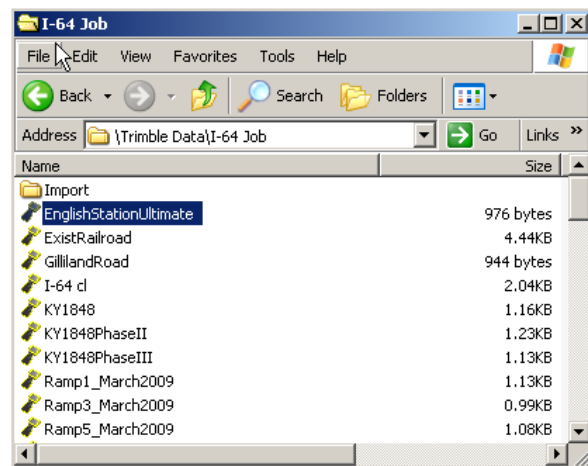 I-64 Job
File Edit View Favorites Tools Help
Back Search Folders
Address \Trimble Data\I-64 Job Go Links »
Name Size
Import
EnglishStationUltimate 976 bytes
ExistRailroad 4.44KB
GillilandRoad 944 bytes
I-64 cl 2.04KB
KY1848 1.16KB
KY1848PhaseII 1.23KB
KY1848PhaseIII 1.13KB
Ramp1_March2009 1.13KB
Ramp3_March2009 0.99KB
Ramp5_March2009 1.08KB